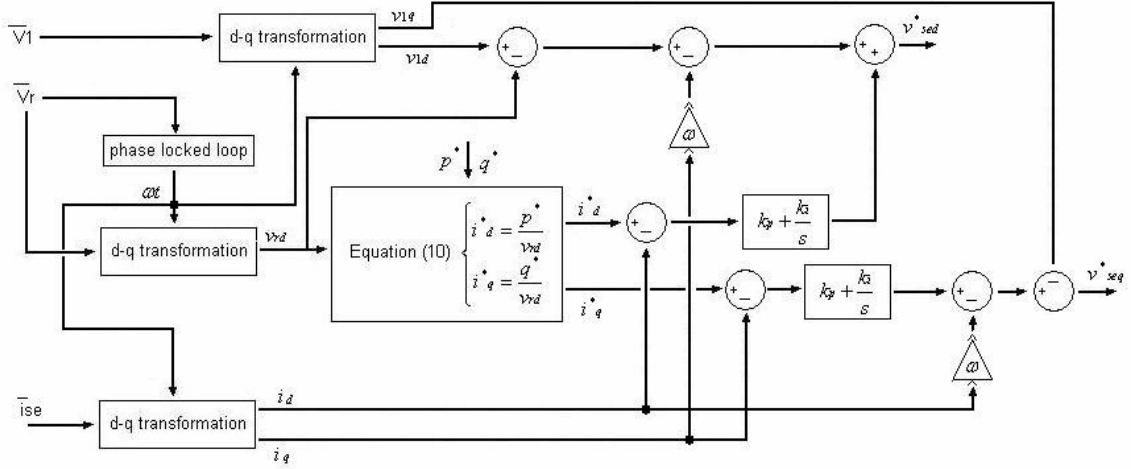 V1
d-q transformation
v1q
v1d
+
−
+
−
+
+
v*sed
Vr
phase locked loop
ωt
ω
p* q*
d-q transformation
vrd
Equation (10)
i*d = p*/vrd
i*q = q*/vrd
i*d
+
−
kp + ki/s
i*q
+
−
kp + ki/s
+
−
+
−
v*seq
ω
ise
d-q transformation
id
iq